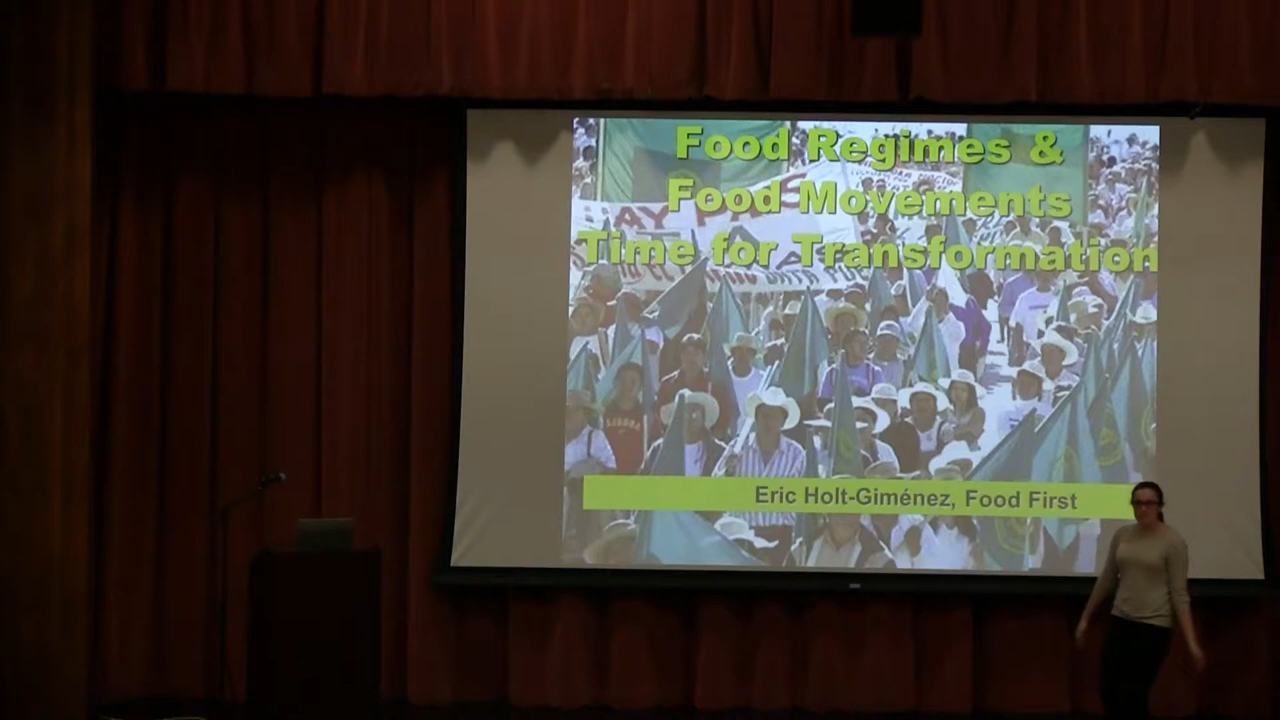 Food Regimes &
Food Movements
Time for Transformation
Eric Holt-Giménez, Food First